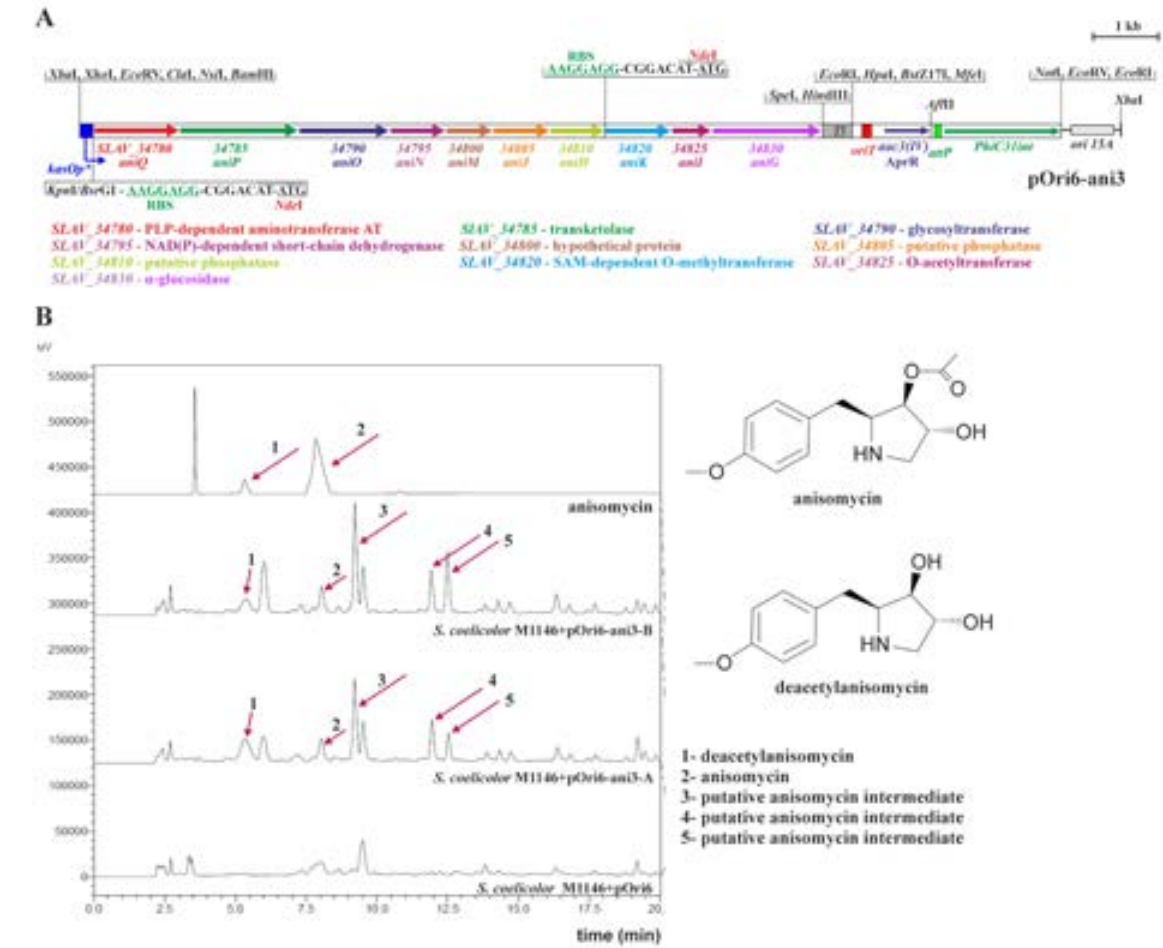 A
1 kb
XbaI, XhoI, EcoRV, ClaI, NsiI, BamHI
RBS NdeI
AAGGAGG-CGGACAT-ATG
EcoRI, HpaI, BstZ17I, MfeI
NotI, EcoRV, EcoRI
SpeI, HindIII
AflII
XbaI
kasOp*
SLAV_34780 34785 34790 34795 34800 34805 34810 34820 34825 34830
aniQ aniP aniO aniN aniM aniL aniH aniK aniI aniG
oriT aac3(IV) attP PhiC31int ori 15A
AprR
pOri6-ani3
KpnI/BsrGI - AAGGAGG-CGGACAT-ATG
RBS NdeI
SLAV_34780 - PLP-dependent aminotransferase AT
SLAV_34785 - transketolase
SLAV_34790 - glycosyltransferase
SLAV_34795 - NAD(P)-dependent short-chain dehydrogenase
SLAV_34800 - hypothetical protein
SLAV_34805 - putative phosphatase
SLAV_34810 - putative phosphatase
SLAV_34820 - SAM-dependent O-methyltransferase
SLAV_34825 - O-acetyltransferase
SLAV_34830 - α-glucosidase
B
550000
500000
450000
400000
350000
300000
250000
200000
150000
100000
50000
0
1 2
anisomycin
1 2 3 4 5
S. coelicolor M1146+pOri6-ani3-B
1 2 3 4 5
S. coelicolor M1146+pOri6-ani3-A
S. coelicolor M1146+pOri6
0.0 2.5 5.0 7.5 10.0 12.5 15.0 17.5 20.
time (min)
O
O
OH
HN
O
anisomycin
OH
OH
HN
O
deacetylanisomycin
1- deacetylanisomycin
2- anisomycin
3- putative anisomycin intermediate
4- putative anisomycin intermediate
5- putative anisomycin intermediate